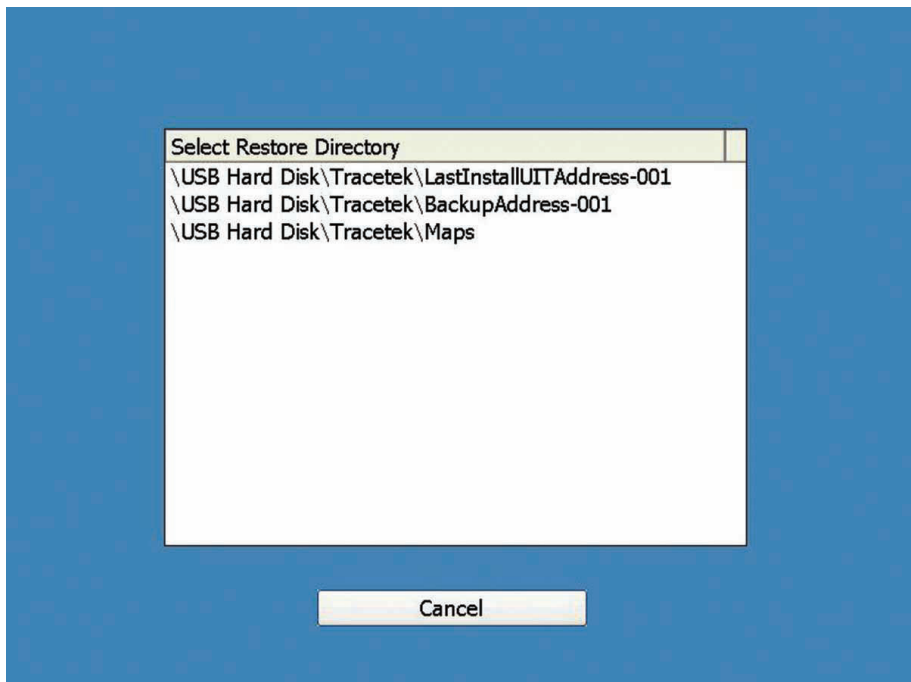 Select Restore Directory
\USB Hard Disk\Tracetek\LastInstallUITAddress-001
\USB Hard Disk\Tracetek\BackupAddress-001
\USB Hard Disk\Tracetek\Maps
Cancel